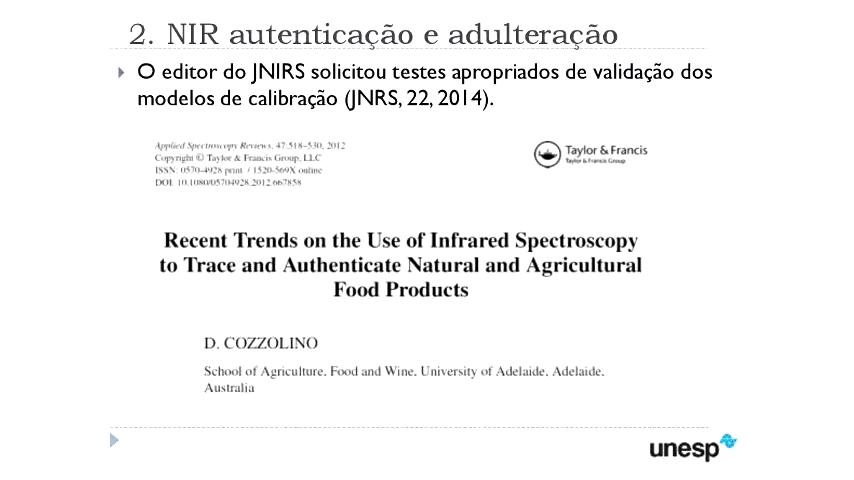 2. NIR autenticação e adulteração
O editor do JNIRS solicitou testes apropriados de validação dos
modelos de calibração (JNRS, 22, 2014).
Applied Spectroscopy Reviews, 47:518–530, 2012
Copyright © Taylor & Francis Group, LLC
ISSN: 0570-4928 print / 1520-569X online
DOI: 10.1080/05704928.2012.667858
Taylor & Francis
Taylor & Francis Group
Recent Trends on the Use of Infrared Spectroscopy
to Trace and Authenticate Natural and Agricultural
Food Products
D. COZZOLINO
School of Agriculture, Food and Wine, University of Adelaide, Adelaide,
Australia
unesp